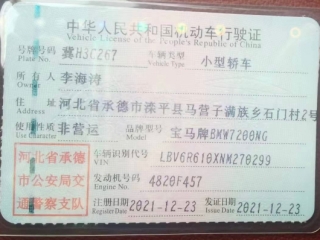 中华人民共和国机动车行驶证
Vehicle License of the People's Republic of China
号牌号码 冀H3C267 车辆类型 小型轿车
Plate No. Vehicle Type
所有人 李海涛
Owner
住址 河北省承德市滦平县马营子满族乡石门村2号
Address
使用性质 非营运 品牌型号 宝马牌BMW7200NG
Use Character Model
河北省承德市公安局交通警察支队
车辆识别代号 LBV6R610XNM270299
VIN
发动机号码 4820F457
Engine No.
注册日期 2021-12-23 发证日期 2021-12-23
Register Date Issue Date